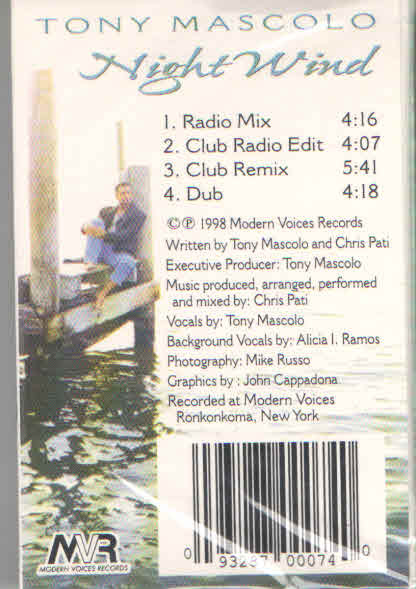 TONY MASCOLO
Night Wind
1. Radio Mix 4:16
2. Club Radio Edit 4:07
3. Club Remix 5:41
4. Dub 4:18
©℗ 1998 Modern Voices Records
Written by Tony Mascolo and Chris Pati
Executive Producer: Tony Mascolo
Music produced, arranged, performed
and mixed by: Chris Pati
Vocals by: Tony Mascolo
Background Vocals by: Alicia I. Ramos
Photography: Mike Russo
Graphics by : John Cappadona
Recorded at Modern Voices
Ronkonkoma, New York
MVR
MODERN VOICES RECORDS
0 93287 00074 0